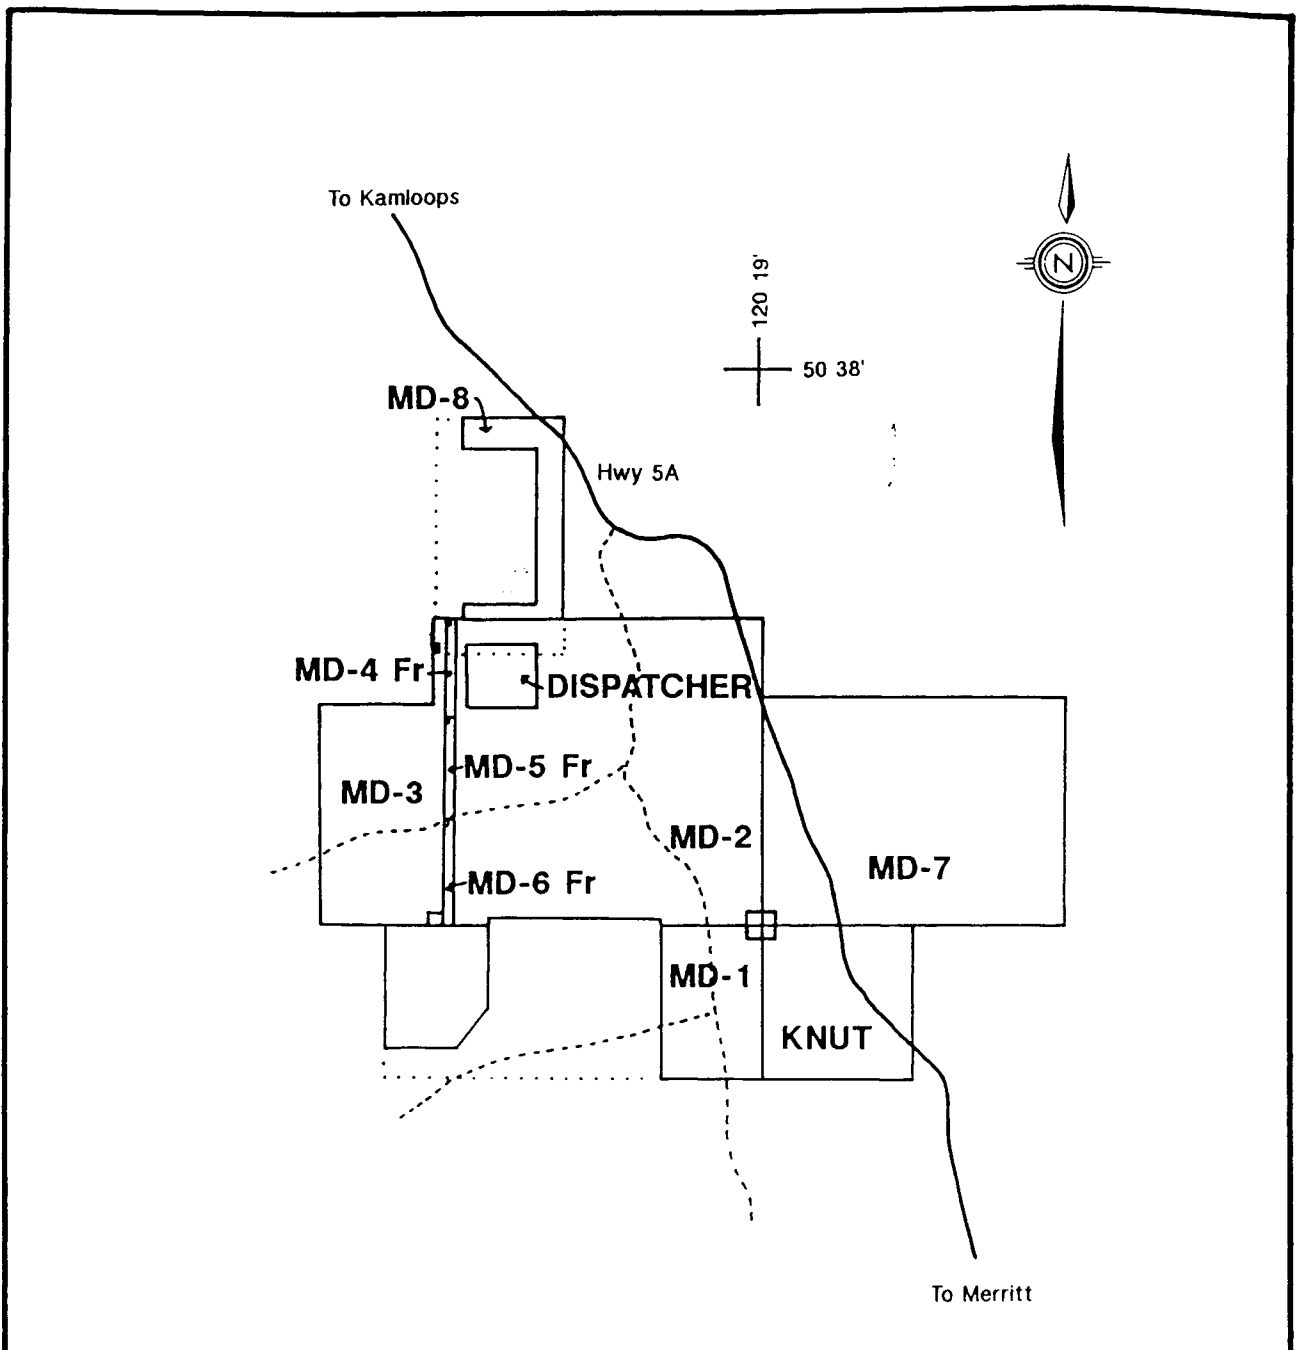 To Kamloops
120 19'
N
50 38'
MD-8
Hwy 5A
MD-4 Fr
DISPATCHER
MD-5 Fr
MD-3
MD-2
MD-7
MD-6 Fr
MD-1
KNUT
To Merritt